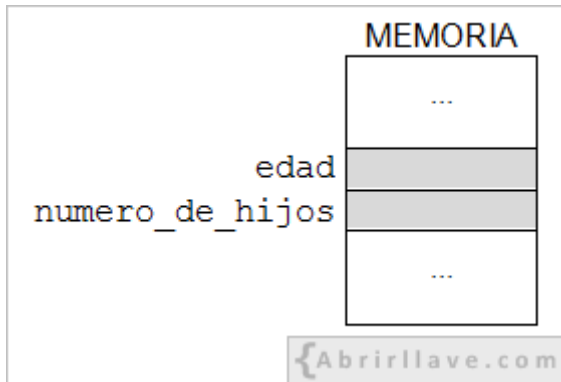 MEMORIA
...
edad
numero_de_hijos
...
{Abrirllave.com